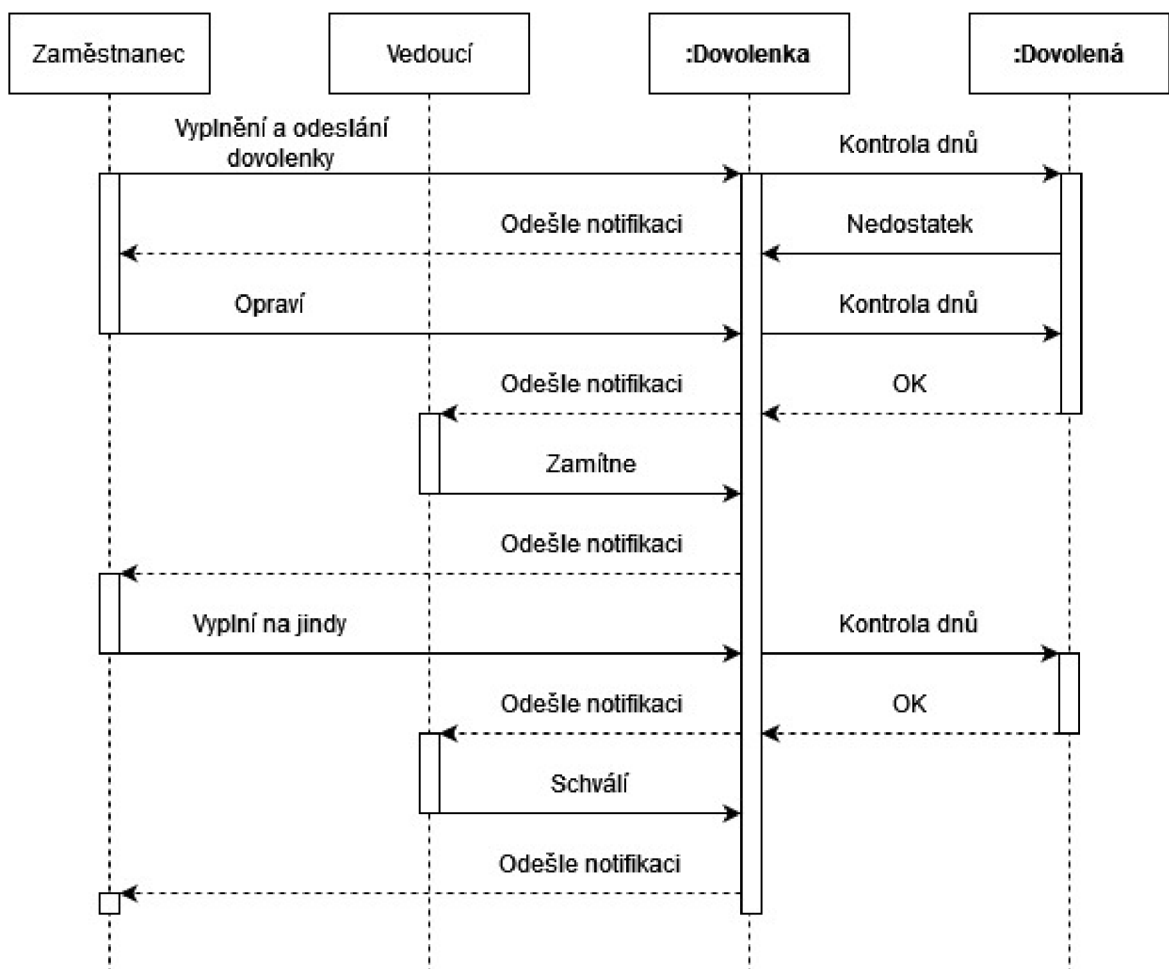 Zaměstnanec
Vedoucí
:Dovolenka
:Dovolená
Vyplnění a odeslání
dovolenky
Kontrola dnů
Odešle notifikaci
Nedostatek
Opraví
Kontrola dnů
Odešle notifikaci
OK
Zamítne
Odešle notifikaci
Vyplní na jindy
Kontrola dnů
Odešle notifikaci
OK
Schválí
Odešle notifikaci